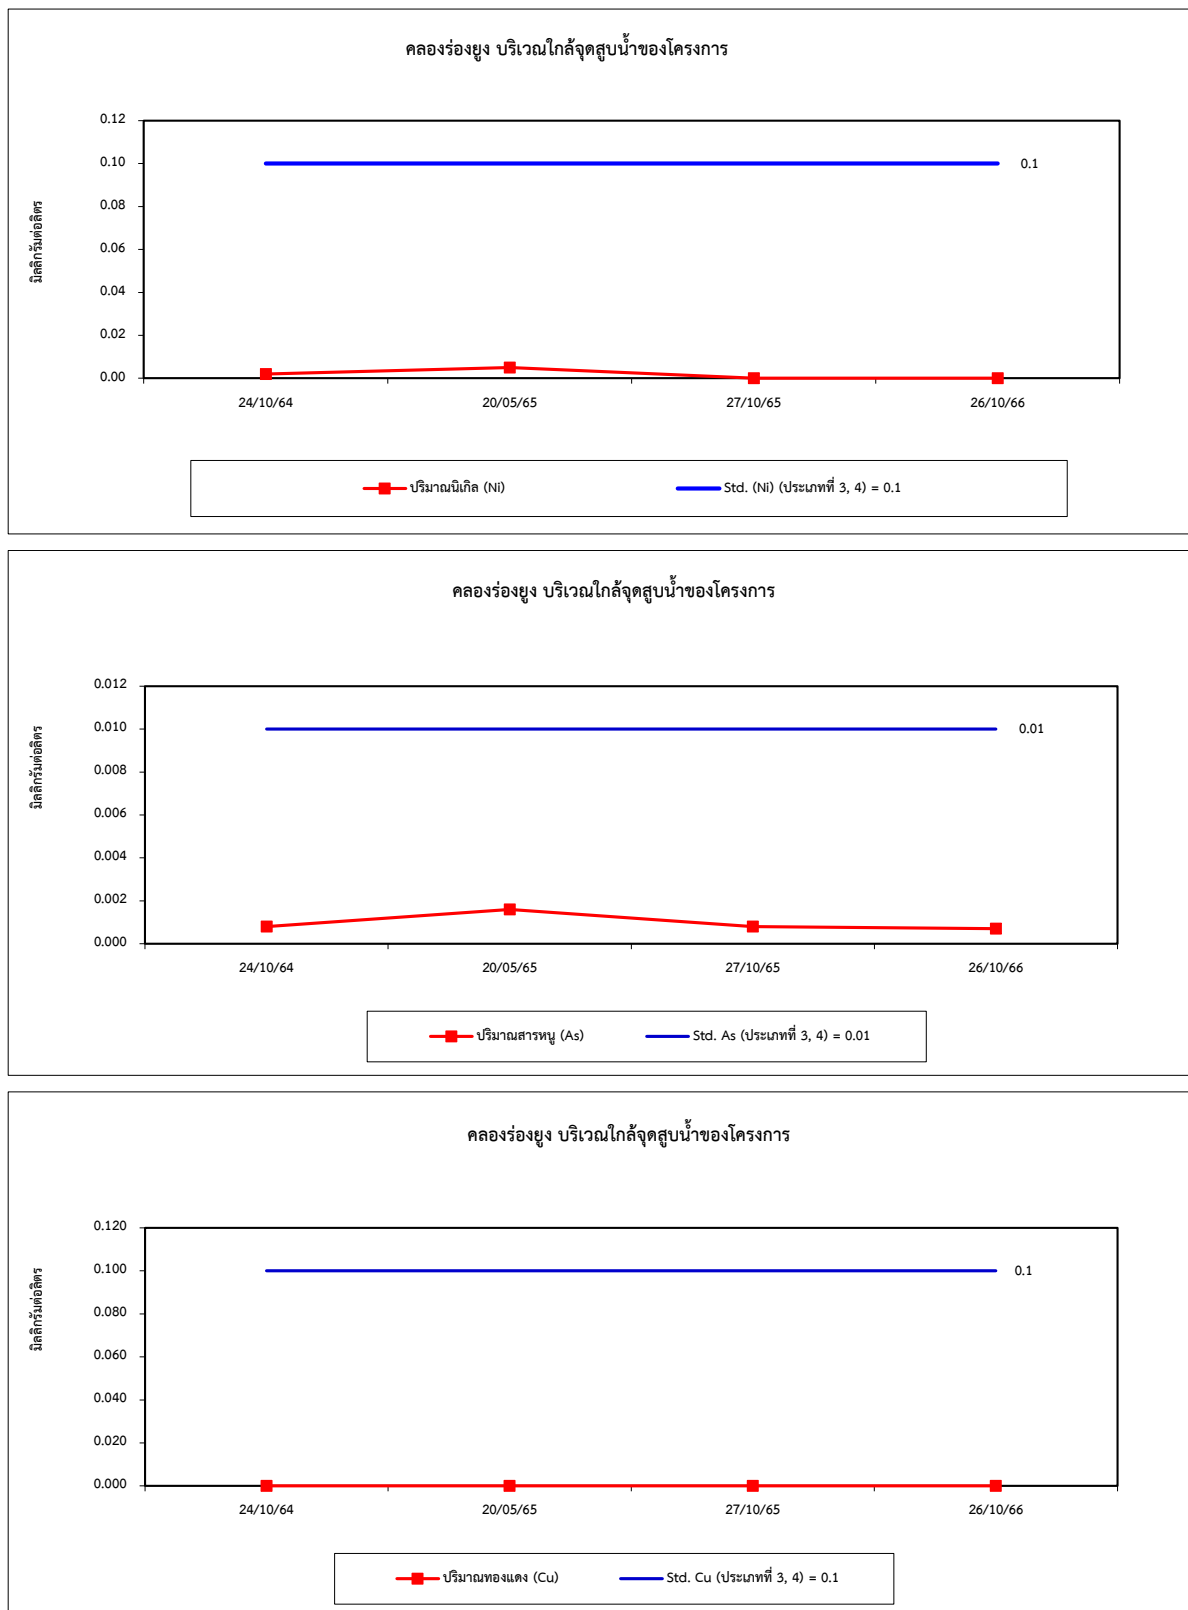 คลองร่องยูง บริเวณใกล้จุดสูบน้ำของโครงการ
มิลลิกรัมต่อลิตร
0.12
0.10
0.08
0.06
0.04
0.02
0.00
0.1
24/10/64 20/05/65 27/10/65 26/10/66
ปริมาณนิเกิล (Ni) Std. (Ni) (ประเภทที่ 3, 4) = 0.1
คลองร่องยูง บริเวณใกล้จุดสูบน้ำของโครงการ
มิลลิกรัมต่อลิตร
0.012
0.010
0.008
0.006
0.004
0.002
0.000
0.01
24/10/64 20/05/65 27/10/65 26/10/66
ปริมาณสารหนู (As) Std. As (ประเภทที่ 3, 4) = 0.01
คลองร่องยูง บริเวณใกล้จุดสูบน้ำของโครงการ
มิลลิกรัมต่อลิตร
0.120
0.100
0.080
0.060
0.040
0.020
0.000
0.1
24/10/64 20/05/65 27/10/65 26/10/66
ปริมาณทองแดง (Cu) Std. Cu (ประเภทที่ 3, 4) = 0.1